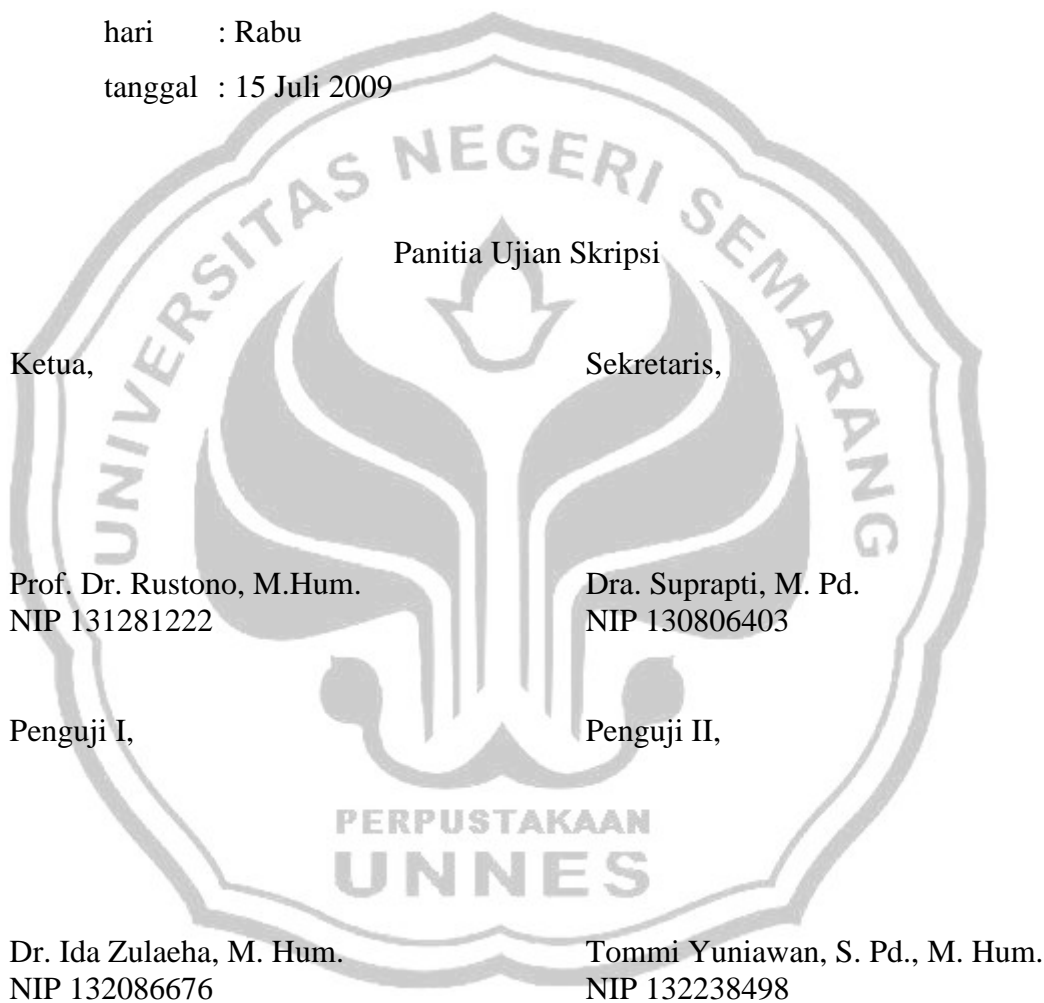 hari : Rabu
tanggal : 15 Juli 2009
UNIVERSITAS NEGERI SEMARANG
Panitia Ujian Skripsi
Ketua, Sekretaris,
Prof. Dr. Rustono, M.Hum. Dra. Suprapti, M. Pd.
NIP 131281222 NIP 130806403
Penguji I, Penguji II,
PERPUSTAKAAN
UNNES
Dr. Ida Zulaeha, M. Hum. Tommi Yuniawan, S. Pd., M. Hum.
NIP 132086676 NIP 132238498